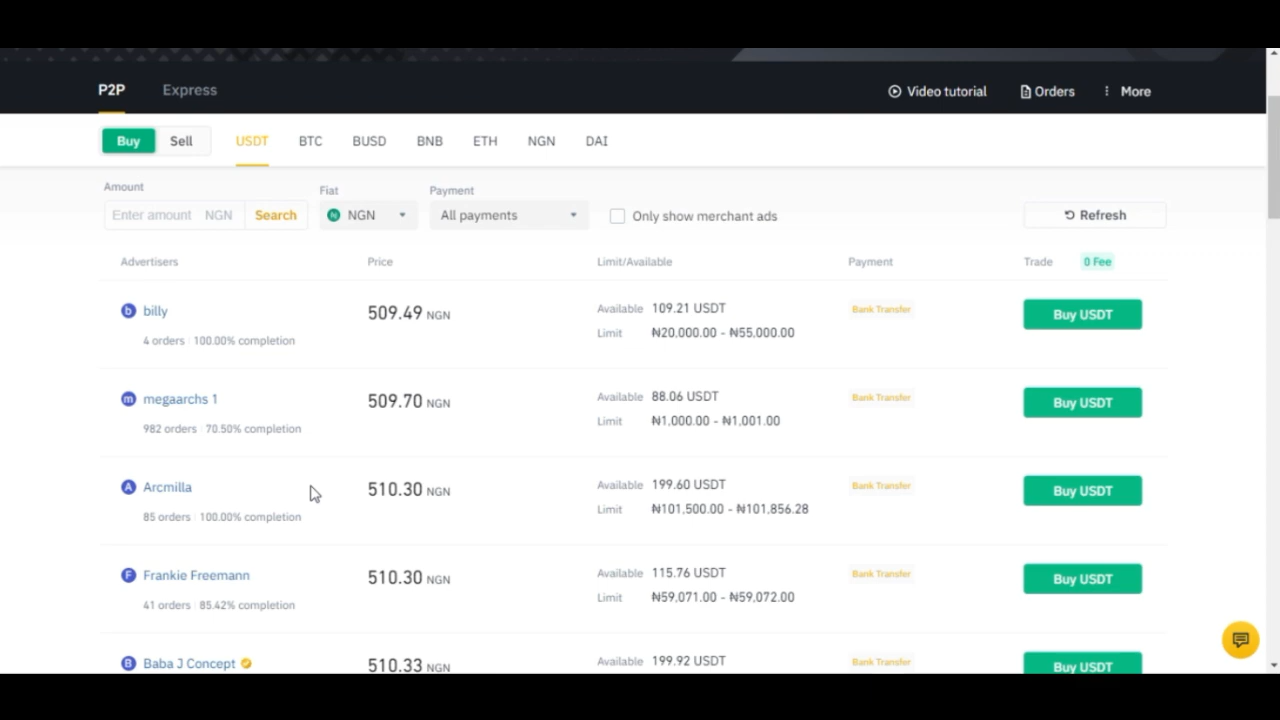 P2P Express Video tutorial Orders More
Buy Sell USDT BTC BUSD BNB ETH NGN DAI
Amount Fiat Payment
Enter amount NGN Search NGN All payments Only show merchant ads Refresh
Advertisers Price Limit/Available Payment Trade 0 Fee
b billy 509.49 NGN Available 109.21 USDT Bank Transfer Buy USDT
Limit ₦20,000.00 - ₦55,000.00
4 orders 100.00% completion
m megaarchs 1 509.70 NGN Available 88.06 USDT Bank Transfer Buy USDT
Limit ₦1,000.00 - ₦1,001.00
982 orders 70.50% completion
A Arcmilla 510.30 NGN Available 199.60 USDT Bank Transfer Buy USDT
Limit ₦101,500.00 - ₦101,856.28
85 orders 100.00% completion
F Frankie Freemann 510.30 NGN Available 115.76 USDT Bank Transfer Buy USDT
Limit ₦59,071.00 - ₦59,072.00
41 orders 85.42% completion
B Baba J Concept 510.33 NGN Available 199.92 USDT Bank Transfer Buy USDT